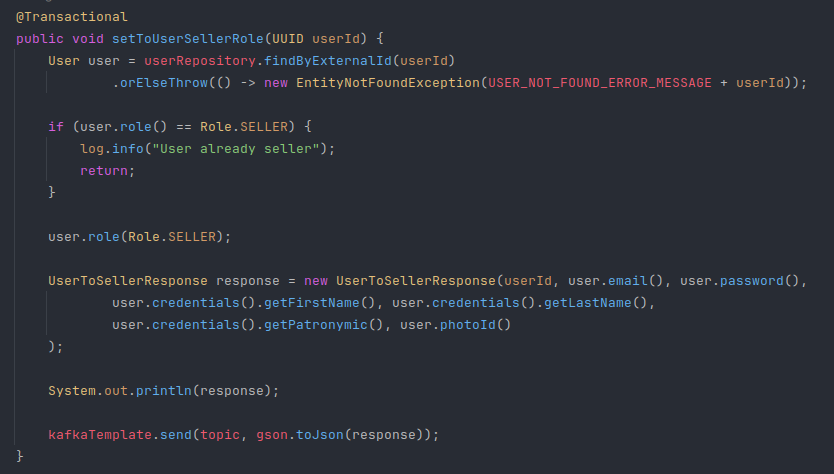 @Transactional
public void setToUserSellerRole(UUID userId) {
    User user = userRepository.findByExternalId(userId)
            .orElseThrow(() -> new EntityNotFoundException(USER_NOT_FOUND_ERROR_MESSAGE + userId));

    if (user.role() == Role.SELLER) {
        log.info("User already seller");
        return;
    }

    user.role(Role.SELLER);

    UserToSellerResponse response = new UserToSellerResponse(userId, user.email(), user.password(),
            user.credentials().getFirstName(), user.credentials().getLastName(),
            user.credentials().getPatronymic(), user.photoId()
    );

    System.out.println(response);

    kafkaTemplate.send(topic, gson.toJson(response));
}